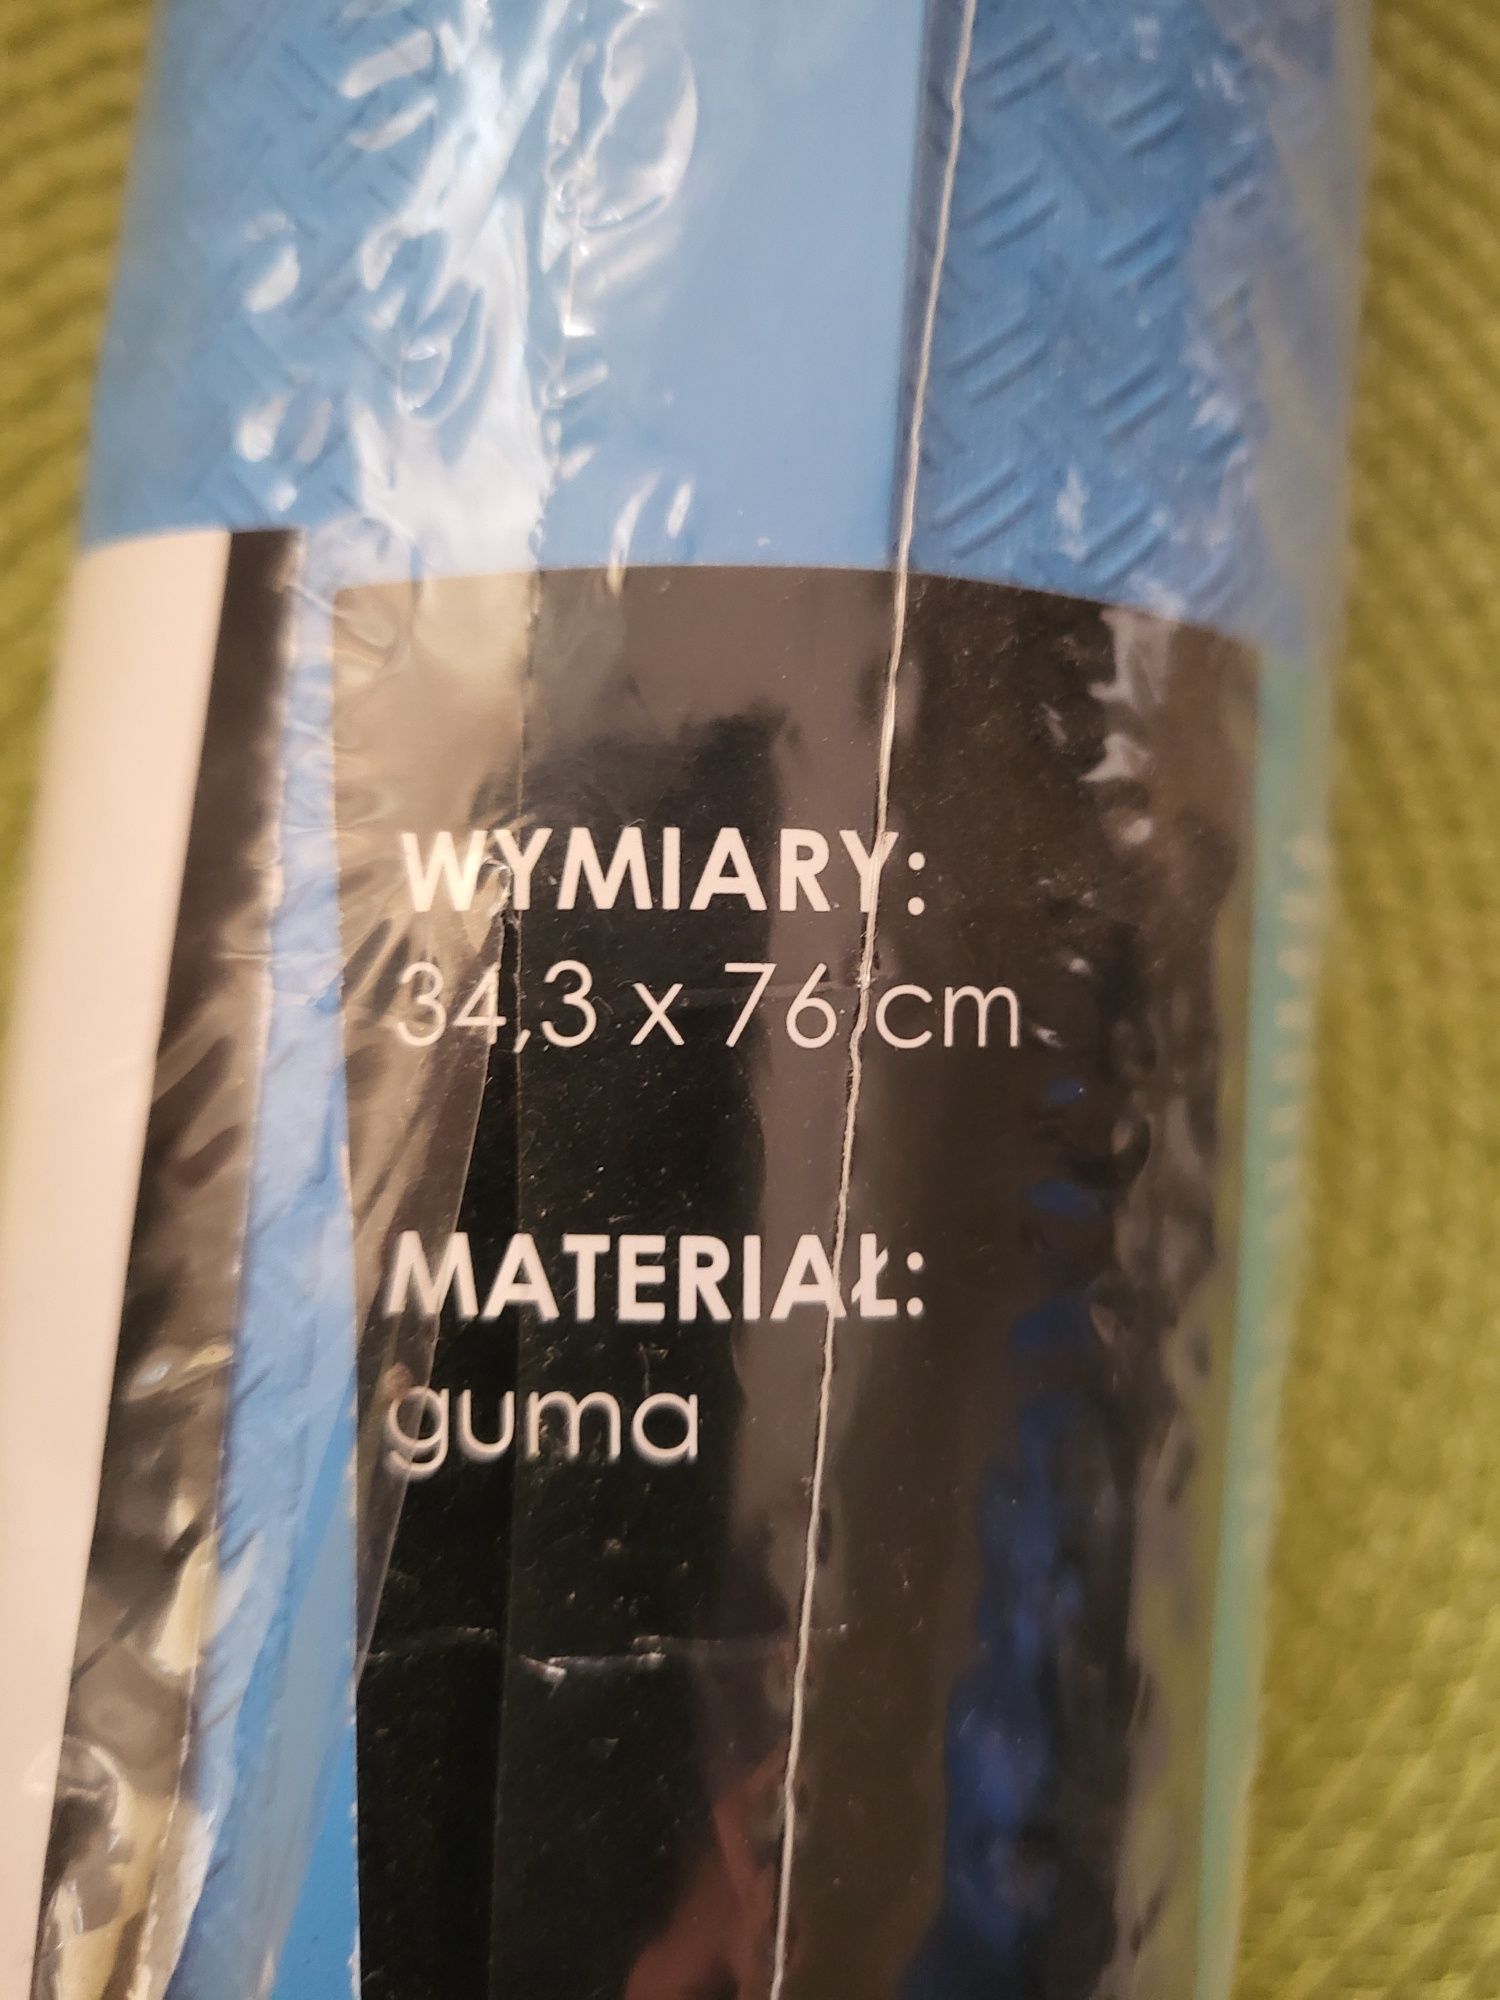 WYMIARY:
34,3 x 76 cm
MATERIAŁ:
guma